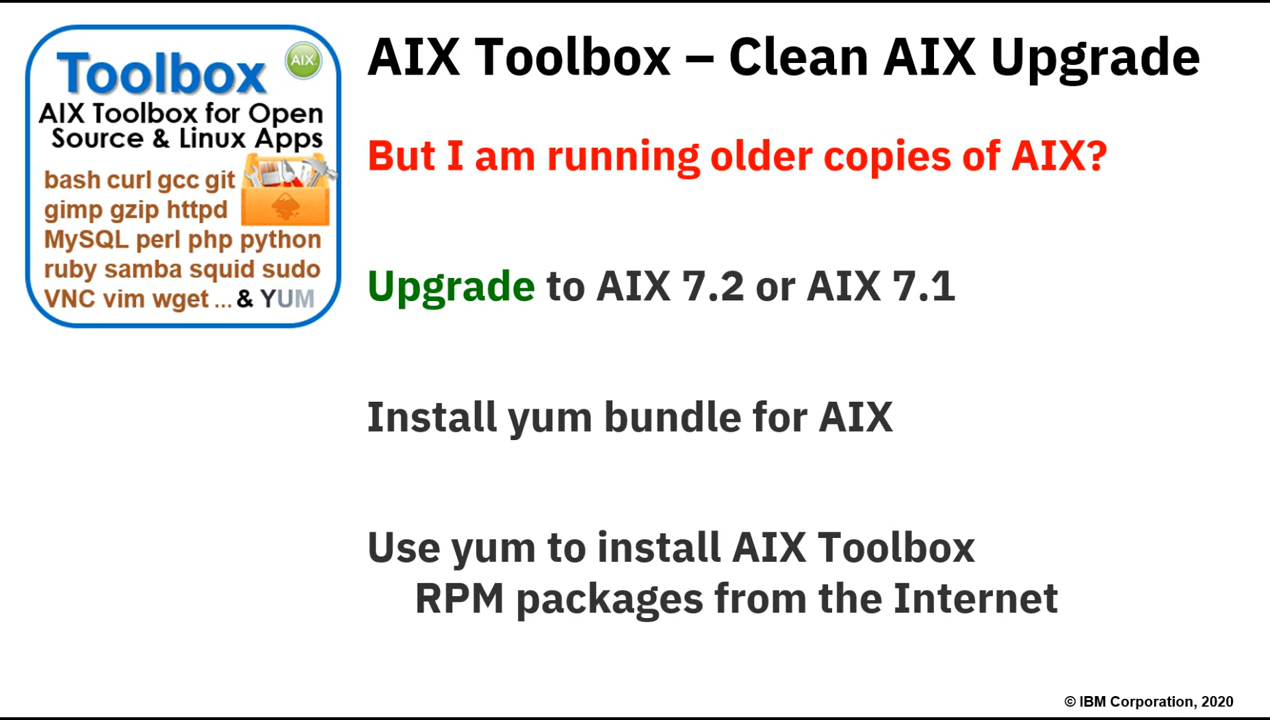 Toolbox
AIX
AIX Toolbox for Open
Source & Linux Apps
bash curl gcc git
gimp gzip httpd
MySQL perl php python
ruby samba squid sudo
VNC vim wget ... & YUM
AIX Toolbox – Clean AIX Upgrade
But I am running older copies of AIX?
Upgrade to AIX 7.2 or AIX 7.1
Install yum bundle for AIX
Use yum to install AIX Toolbox
RPM packages from the Internet
© IBM Corporation, 2020